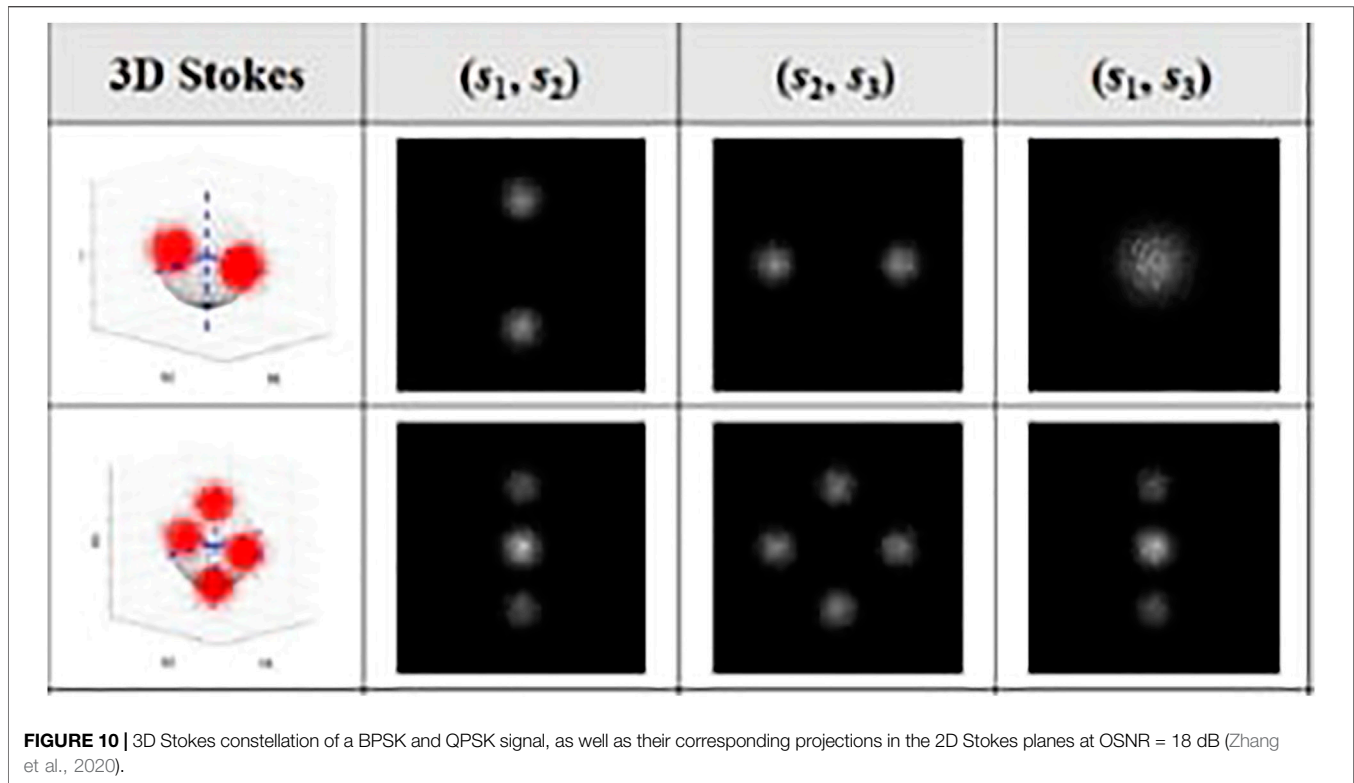 3D Stokes
(s₁, s₂)
(s₂, s₃)
(s₁, s₃)
FIGURE 10 | 3D Stokes constellation of a BPSK and QPSK signal, as well as their corresponding projections in the 2D Stokes planes at OSNR = 18 dB (Zhang
et al., 2020).